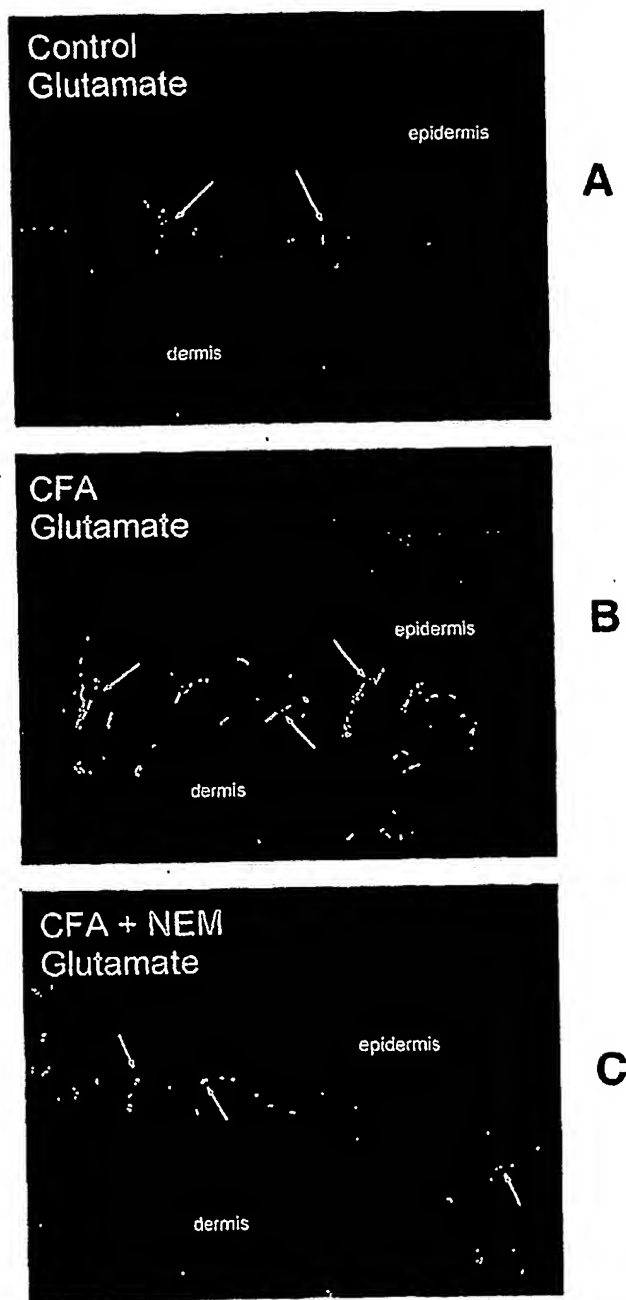 Control
Glutamate
epidermis
dermis
A
CFA
Glutamate
epidermis
dermis
B
CFA + NEM
Glutamate
epidermis
dermis
C